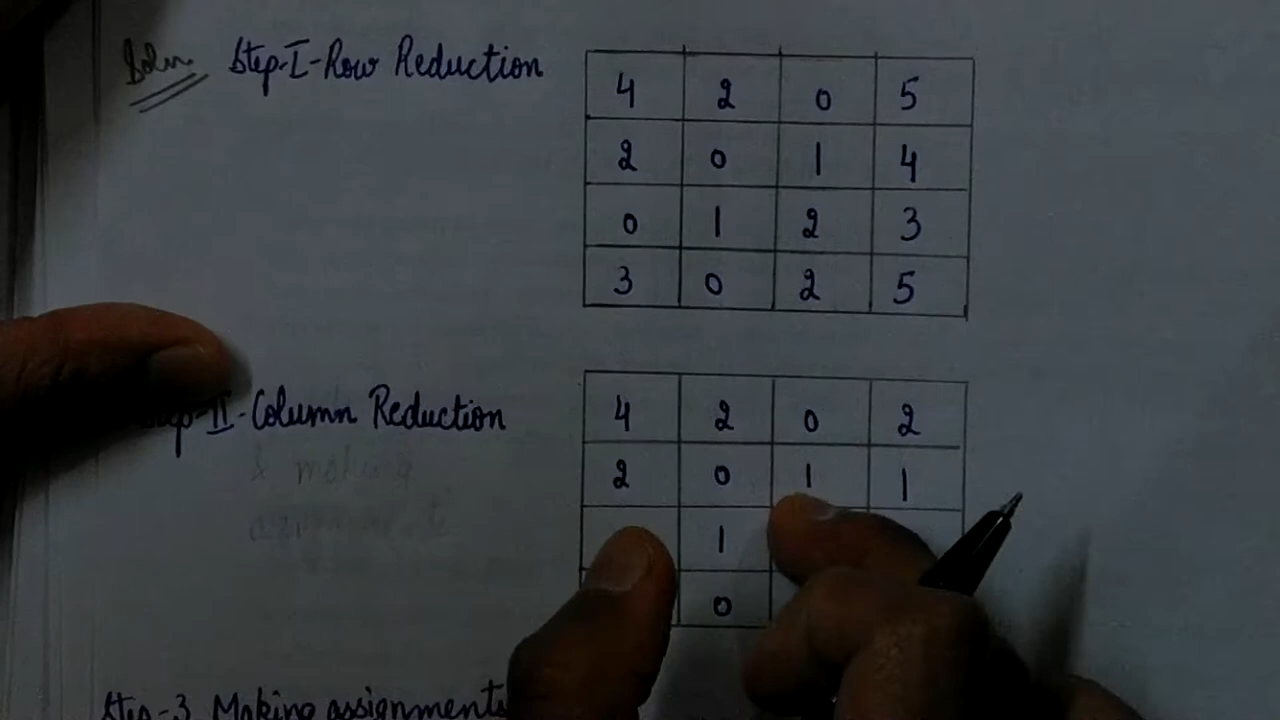 Soln Step-I-Row Reduction
4 2 0 5
2 0 1 4
0 1 2 3
3 0 2 5
Step-II-Column Reduction
& making
assignments
4 2 0 2
2 0 1 1
1
0
Step-3 Making assignments